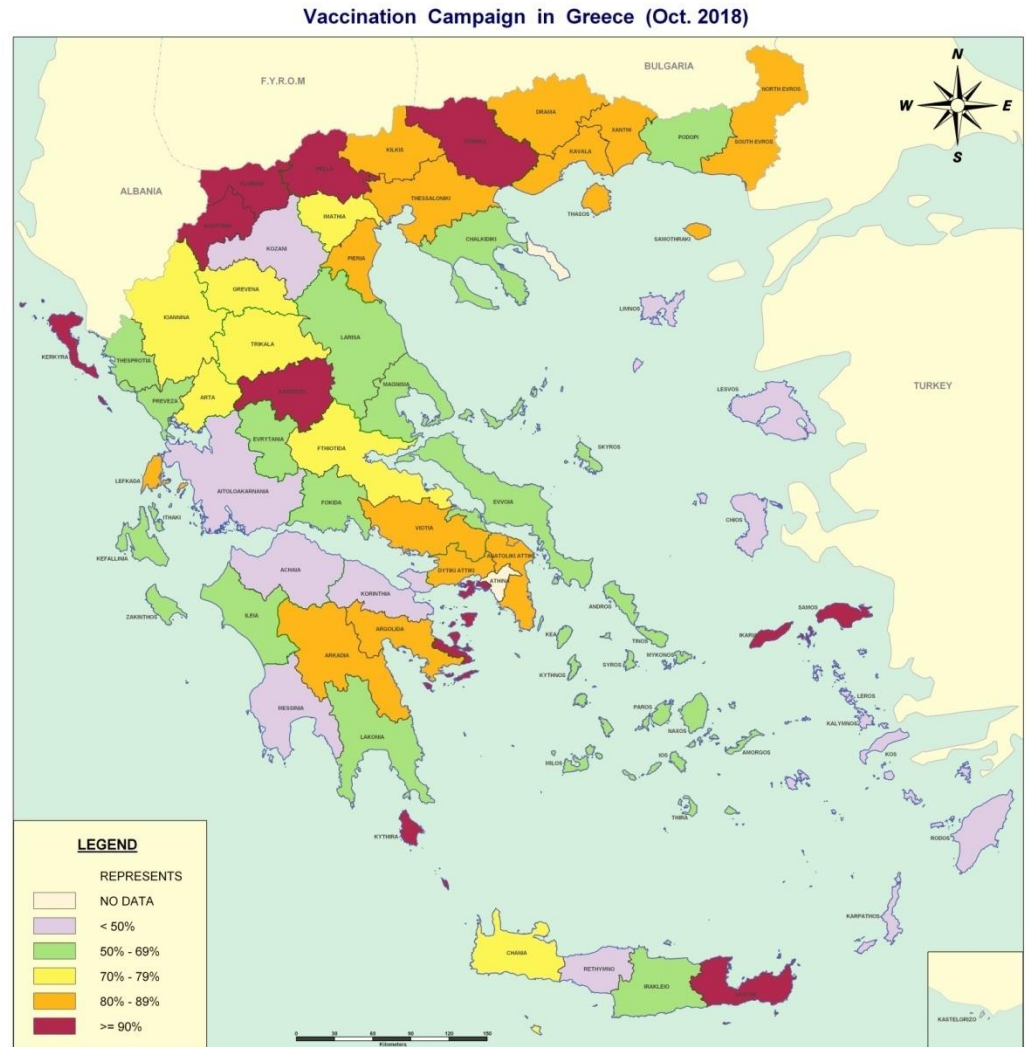 Vaccination Campaign in Greece (Oct. 2018)
N
W E
S
BULGARIA
F.Y.R.OM
ALBANIA
TURKEY
NORTH EVROS
DRAMA
XANTHI
PODOPI
SOUTH EVROS
KILKIS
KAVALA
PELLA
THESSALONIKI
THASOS
SAMOTHRAKI
IMATHIA
KOZANI
CHALKIDIKI
PIERIA
GREVENA
LIMNOS
IOANNINA
TRIKALA
LARISA
KERKYRA
THESPROTIA
MAGNISIA
LESVOS
PREVEZA
ARTA
EVRYTANIA
FTHIOTIDA
SKYROS
LEFKADA
AITOLOAKARNANIA
FOKIDA
EVVOIA
ITHAKI
VIOTIA
CHIOS
KEFALLINIA
ANATOLIKI ATTIKI
DYTIKI ATTIKI
ATHINA
ACHAIA
KORINTHIA
ZAKINTHOS
ILEIA
ANDROS
SAMOS
ARGOLIDA
KEA
TINOS
IKARIA
ARKADIA
MYKONOS
KYTHNOS
SYROS
MESSINIA
PAROS
NAXOS
LEROS
KALYMNOS
LAKONIA
MILOS
IOS
AMORGOS
KOS
THIRA
KYTHIRA
RODOS
KARPATHOS
CHANIA
RETHYMNO
IRAKLEIO
KASTELORIZO
LEGEND
REPRESENTS
NO DATA
< 50%
50% - 69%
70% - 79%
80% - 89%
>= 90%
0 30 60 90 120 150
Kilometers